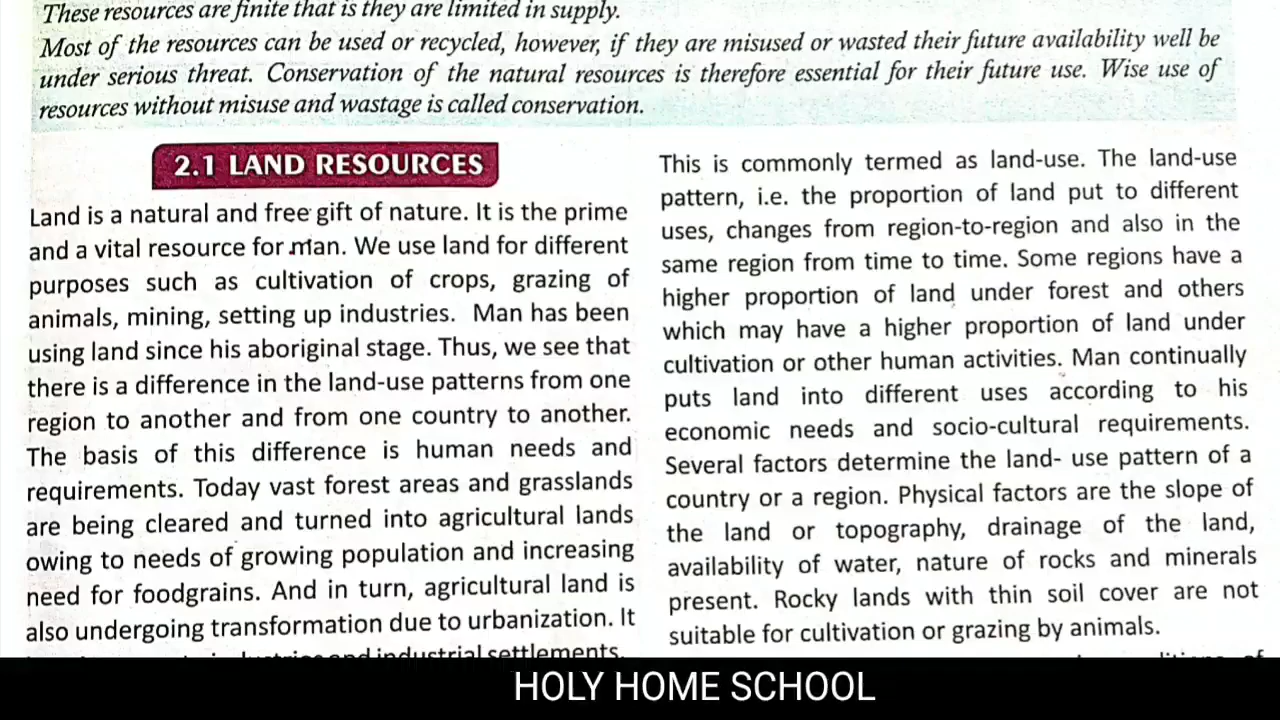 These resources are finite that is they are limited in supply.
Most of the resources can be used or recycled, however, if they are misused or wasted their future availability well be
under serious threat. Conservation of the natural resources is therefore essential for their future use. Wise use of
resources without misuse and wastage is called conservation.
2.1 LAND RESOURCES
Land is a natural and free gift of nature. It is the prime
and a vital resource for man. We use land for different
purposes such as cultivation of crops, grazing of
animals, mining, setting up industries. Man has been
using land since his aboriginal stage. Thus, we see that
there is a difference in the land-use patterns from one
region to another and from one country to another.
The basis of this difference is human needs and
requirements. Today vast forest areas and grasslands
are being cleared and turned into agricultural lands
owing to needs of growing population and increasing
need for foodgrains. And in turn, agricultural land is
also undergoing transformation due to urbanization. It
industries and industrial settlements.
This is commonly termed as land-use. The land-use
pattern, i.e. the proportion of land put to different
uses, changes from region-to-region and also in the
same region from time to time. Some regions have a
higher proportion of land under forest and others
which may have a higher proportion of land under
cultivation or other human activities. Man continually
puts land into different uses according to his
economic needs and socio-cultural requirements.
Several factors determine the land- use pattern of a
country or a region. Physical factors are the slope of
the land or topography, drainage of the land,
availability of water, nature of rocks and minerals
present. Rocky lands with thin soil cover are not
suitable for cultivation or grazing by animals.
HOLY HOME SCHOOL